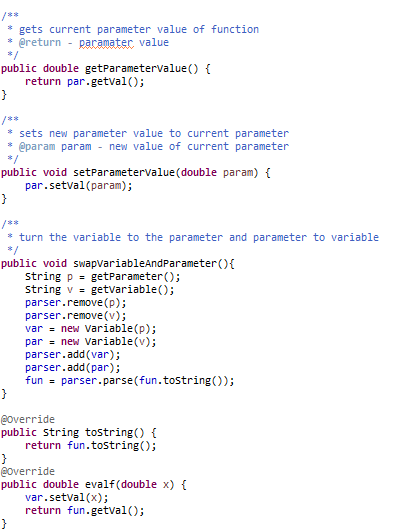 /**
 * gets current parameter value of function
 * @return - paramater value
 */
public double getParameterValue() {
    return par.getVal();
}

/**
 * sets new parameter value to current parameter
 * @param param - new value of current parameter
 */
public void setParameterValue(double param) {
    par.setVal(param);
}

/**
 * turn the variable to the parameter and parameter to variable
 */
public void swapVariableAndParameter(){
    String p = getParameter();
    String v = getVariable();
    parser.remove(p);
    parser.remove(v);
    var = new Variable(p);
    par = new Variable(v);
    parser.add(var);
    parser.add(par);
    fun = parser.parse(fun.toString());
}

@Override
public String toString() {
    return fun.toString();
}
@Override
public double evalf(double x) {
    var.setVal(x);
    return fun.getVal();
}